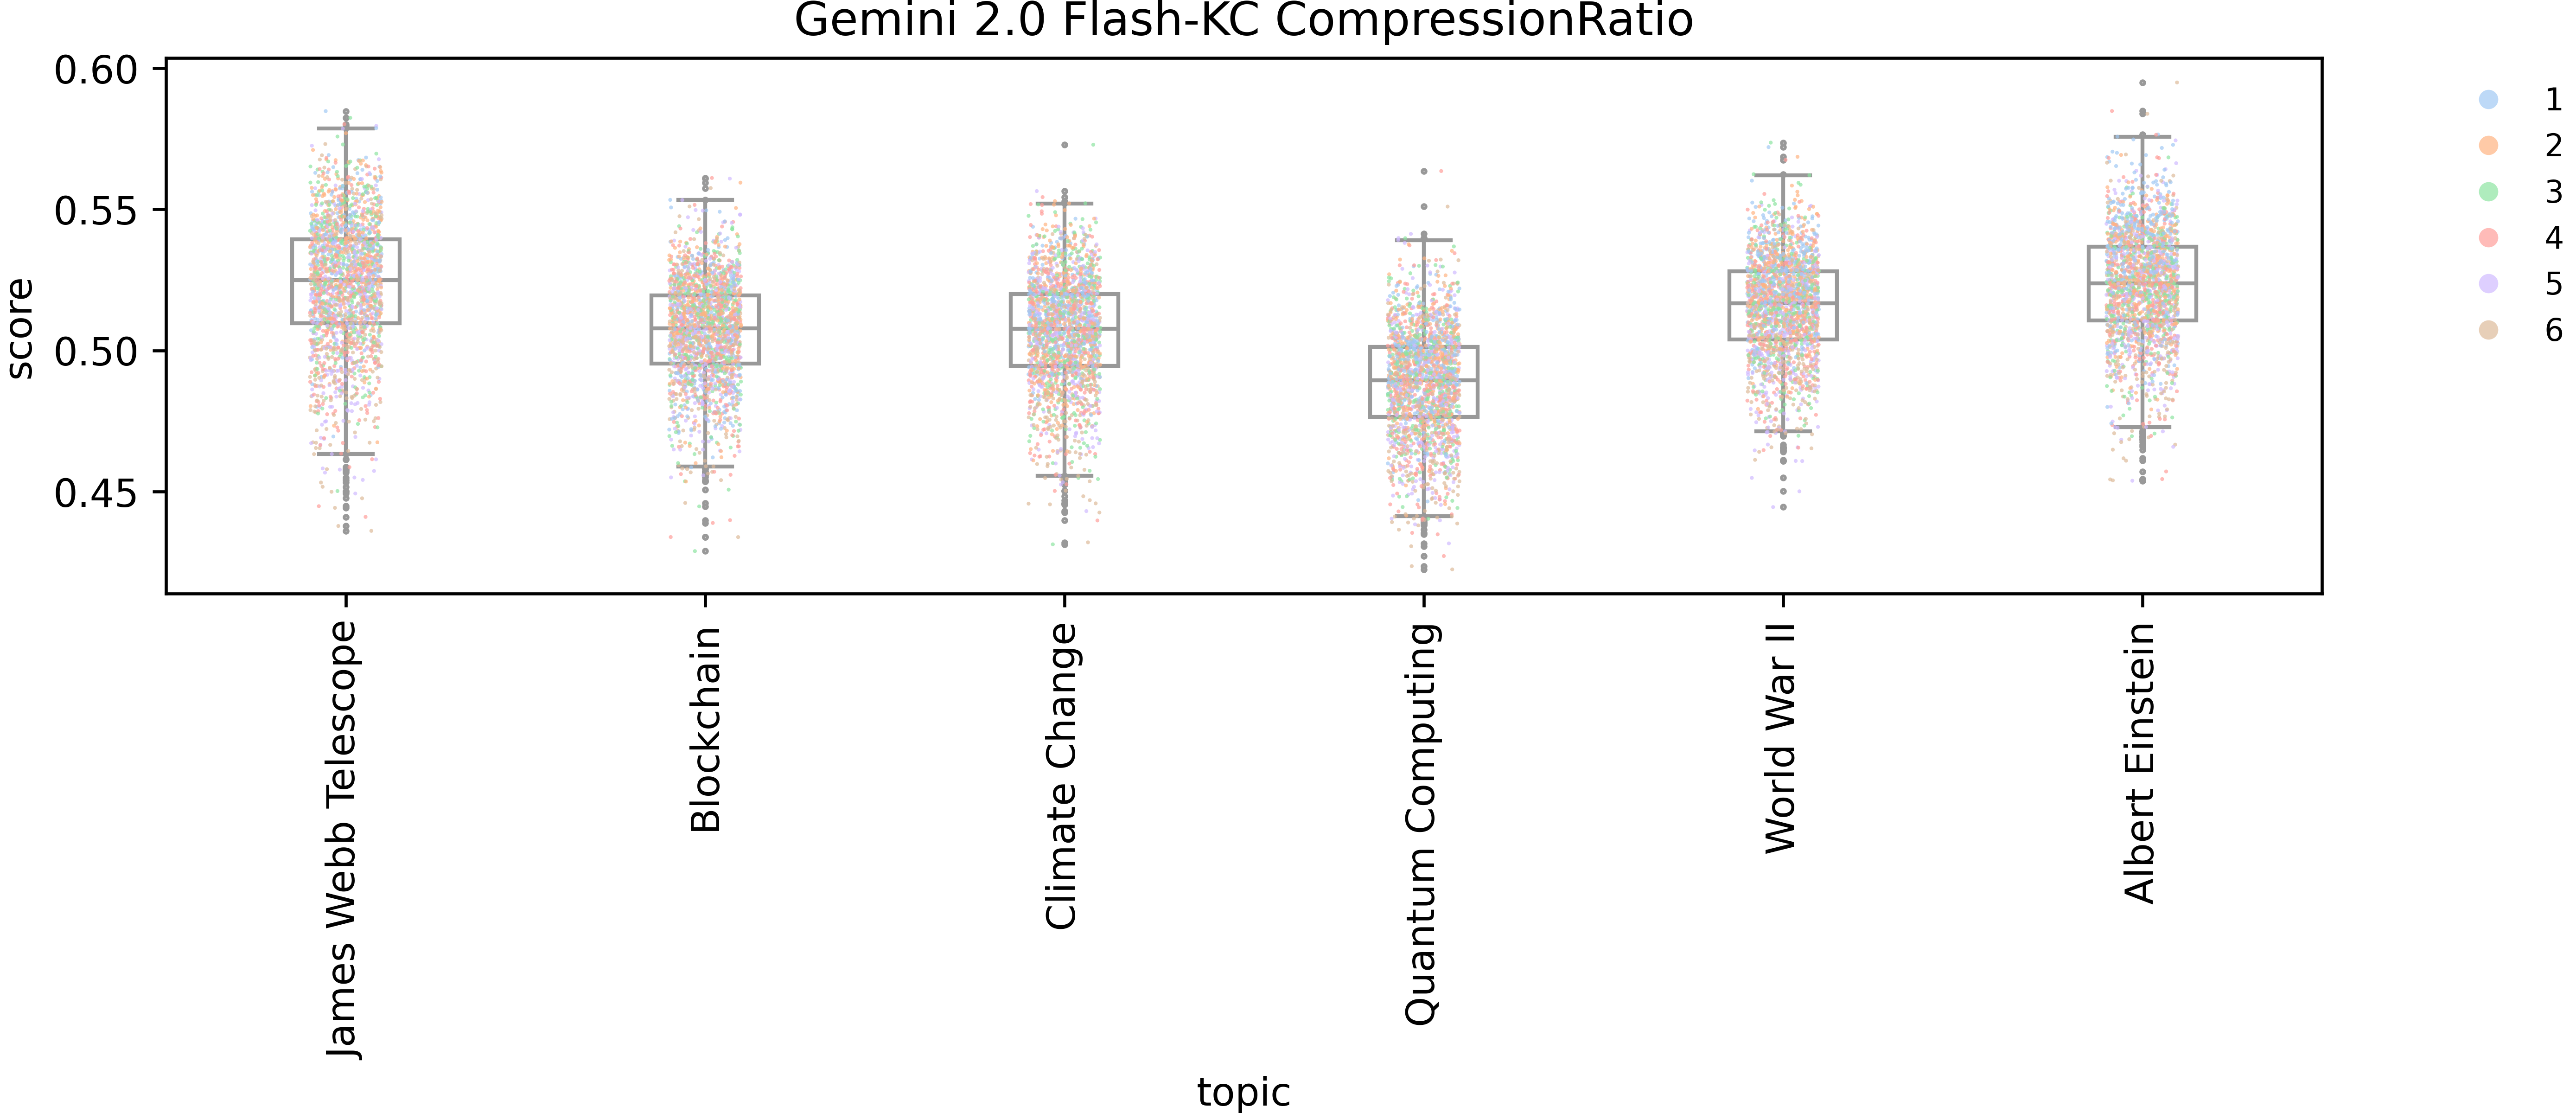 Gemini 2.0 Flash-KC CompressionRatio
0.60
0.55
0.50
0.45
score
James Webb Telescope
Blockchain
Climate Change
Quantum Computing
World War II
Albert Einstein
topic
1
2
3
4
5
6